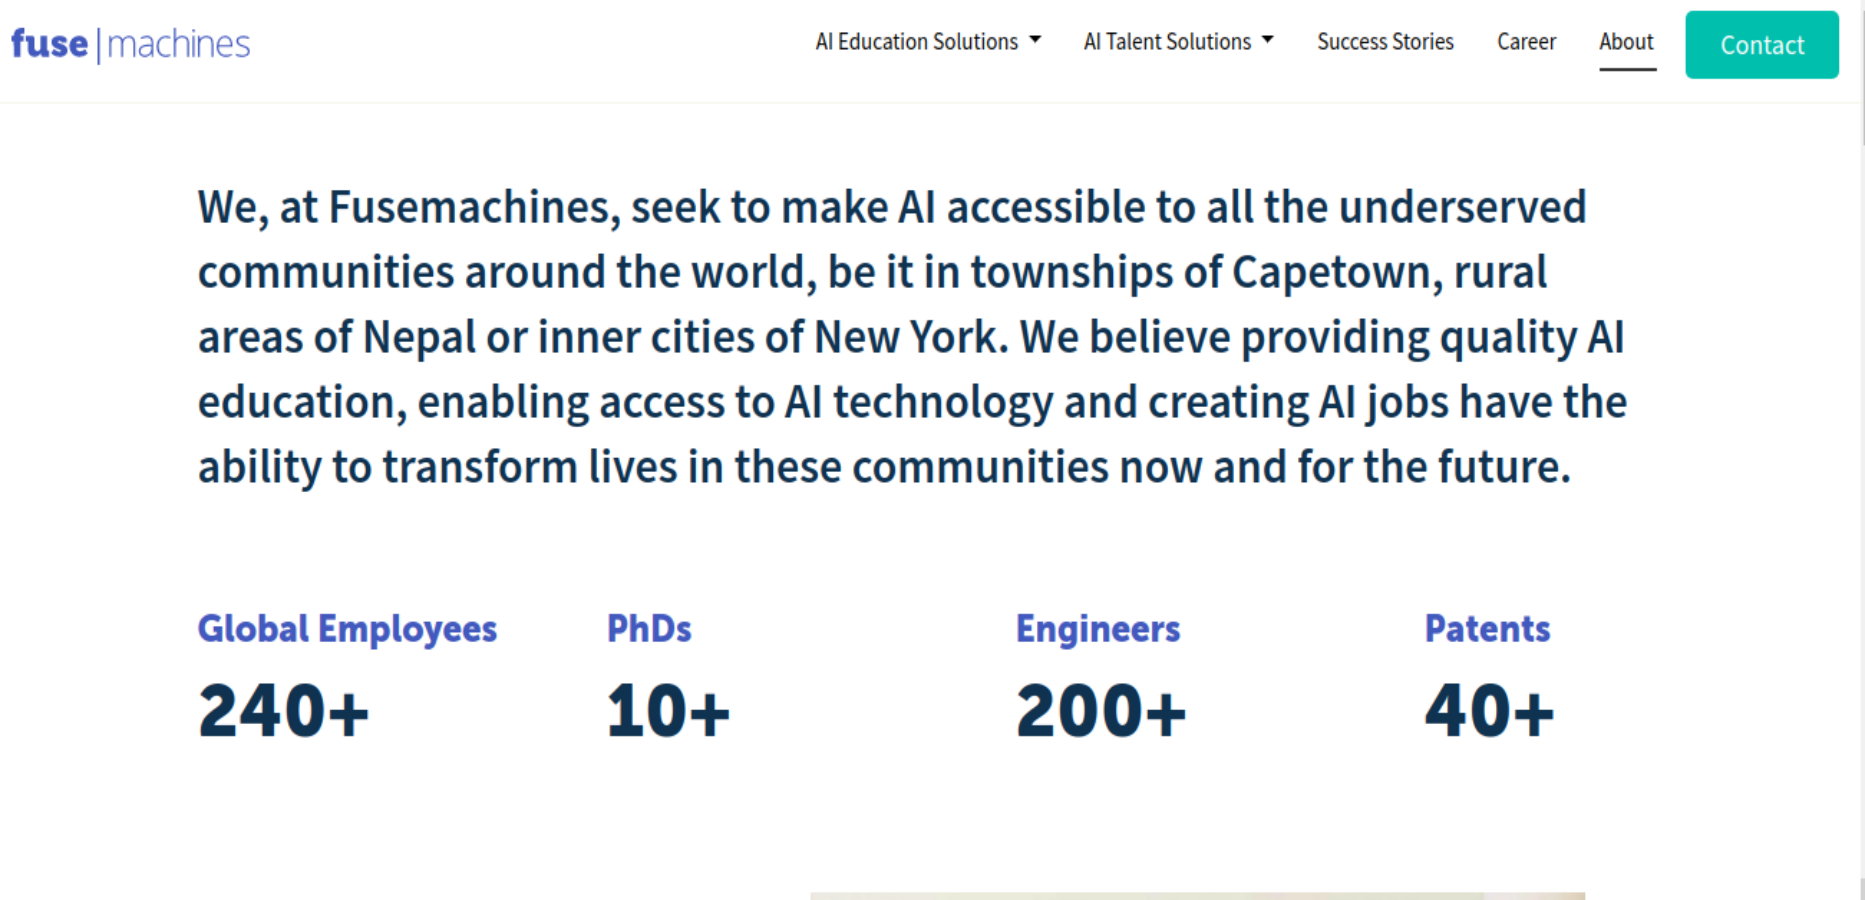 fuse|machines
AI Education Solutions AI Talent Solutions Success Stories Career About Contact
We, at Fusemachines, seek to make AI accessible to all the underserved
communities around the world, be it in townships of Capetown, rural
areas of Nepal or inner cities of New York. We believe providing quality AI
education, enabling access to AI technology and creating AI jobs have the
ability to transform lives in these communities now and for the future.
Global Employees PhDs Engineers Patents
240+ 10+ 200+ 40+